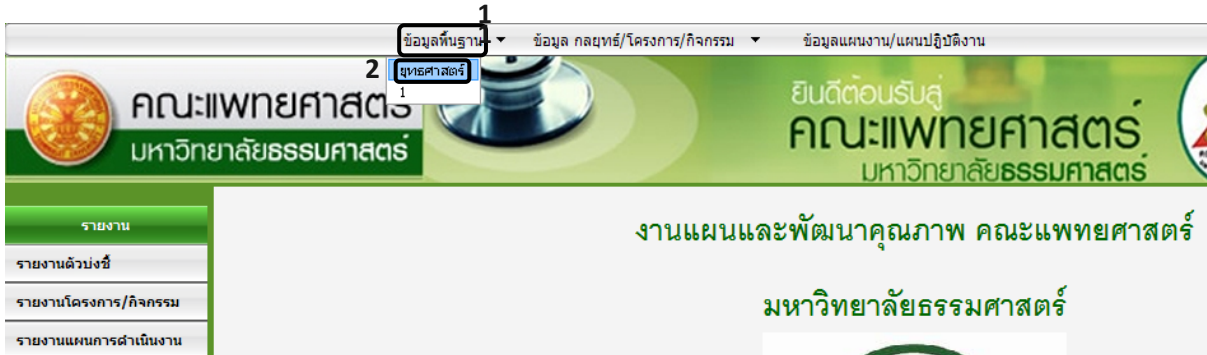 1
ข้อมูลพื้นฐาน ข้อมูล กลยุทธ์/โครงการ/กิจกรรม ข้อมูลแผนงาน/แผนปฏิบัติงาน
2 ยุทธศาสตร์
1
คณะแพทยศาสตร์
มหาวิทยาลัยธรรมศาสตร์
ยินดีต้อนรับสู่
คณะแพทยศาสตร์
มหาวิทยาลัยธรรมศาสตร์
รายงาน
รายงานตัวบ่งชี้
รายงานโครงการ/กิจกรรม
รายงานแผนการดำเนินงาน
งานแผนและพัฒนาคุณภาพ คณะแพทยศาสตร์
มหาวิทยาลัยธรรมศาสตร์